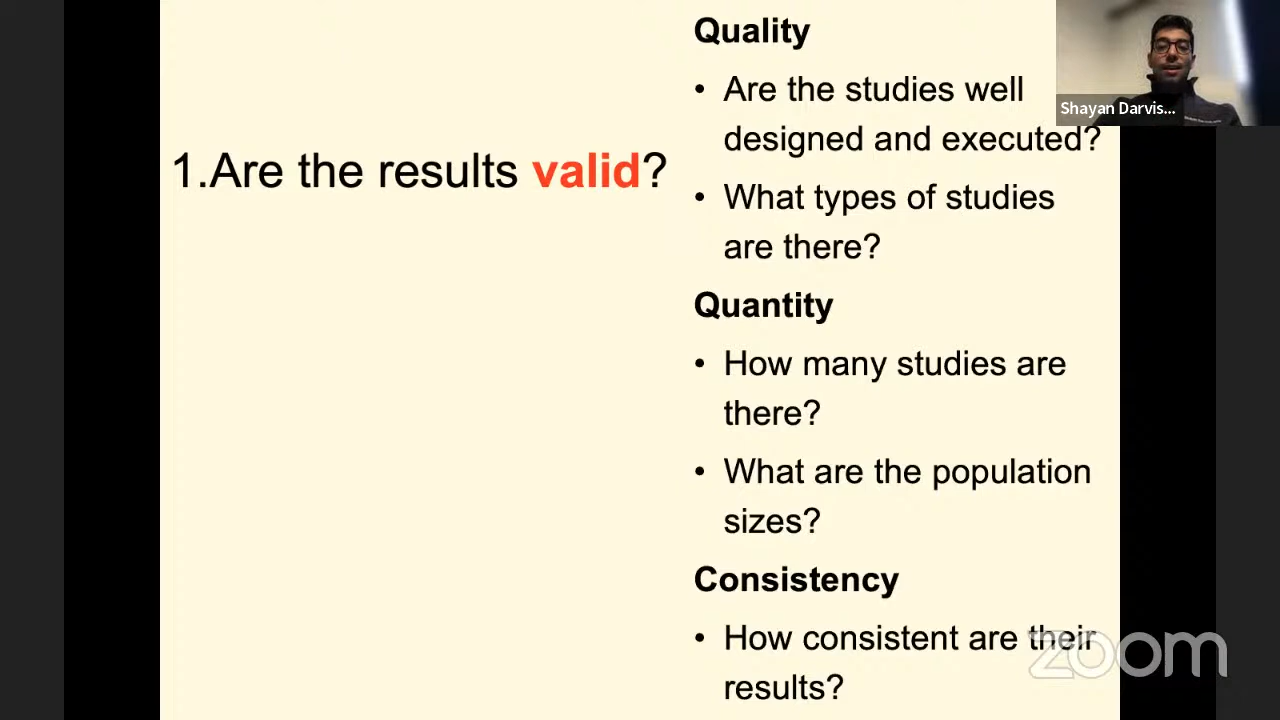 1.Are the results valid?
Quality
• Are the studies well
designed and executed?
• What types of studies
are there?
Quantity
• How many studies are
there?
• What are the population
sizes?
Consistency
• How consistent are their
results?
Shayan Darvis...
zoom